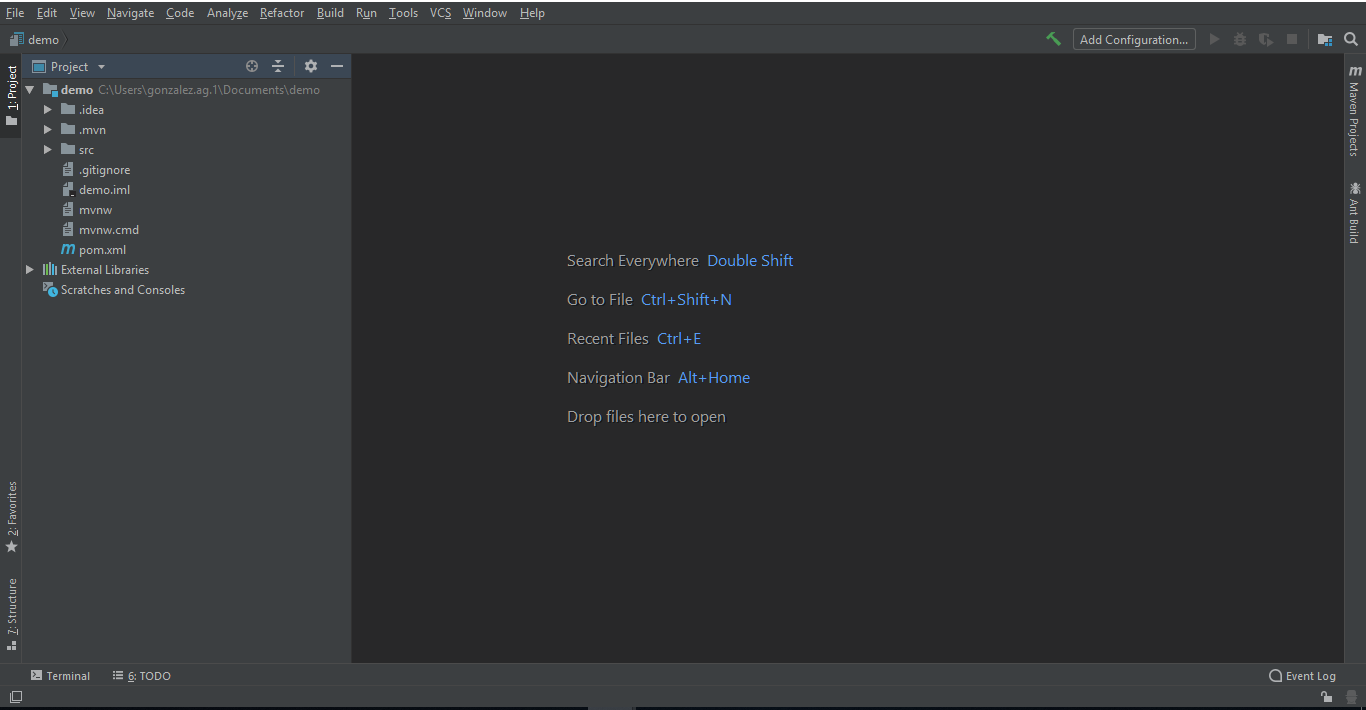 File Edit View Navigate Code Analyze Refactor Build Run Tools VCS Window Help
demo
Add Configuration...
1: Project
Project
demo C:\Users\gonzalez.ag.1\Documents\demo
.idea
.mvn
src
.gitignore
demo.iml
mvnw
mvnw.cmd
m pom.xml
External Libraries
Scratches and Consoles
Search Everywhere Double Shift
Go to File Ctrl+Shift+N
Recent Files Ctrl+E
Navigation Bar Alt+Home
Drop files here to open
m Maven Projects
Ant Build
2: Favorites
7: Structure
Terminal 6: TODO
Event Log